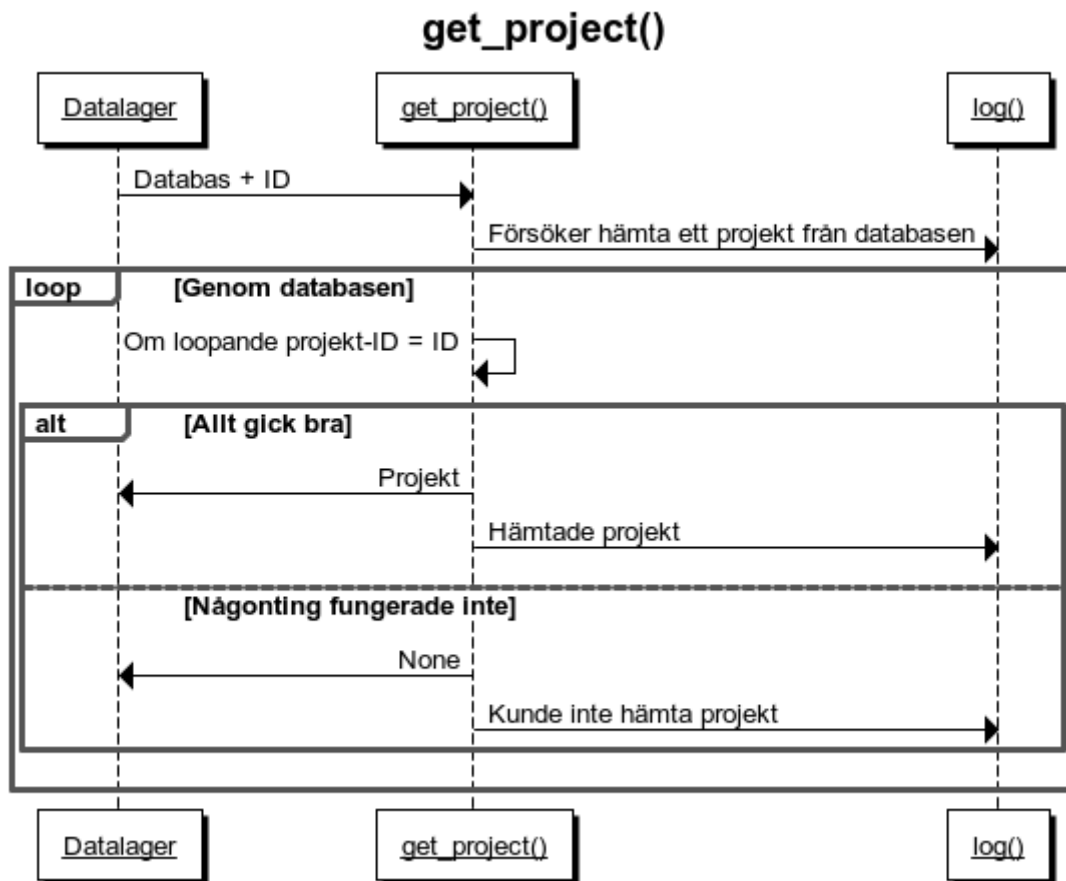 get_project()
Datalager
get_project()
log()
Databas + ID
Försöker hämta ett projekt från databasen
loop
[Genom databasen]
Om loopande projekt-ID = ID
alt
[Allt gick bra]
Projekt
Hämtade projekt
[Någonting fungerade inte]
None
Kunde inte hämta projekt
Datalager
get_project()
log()